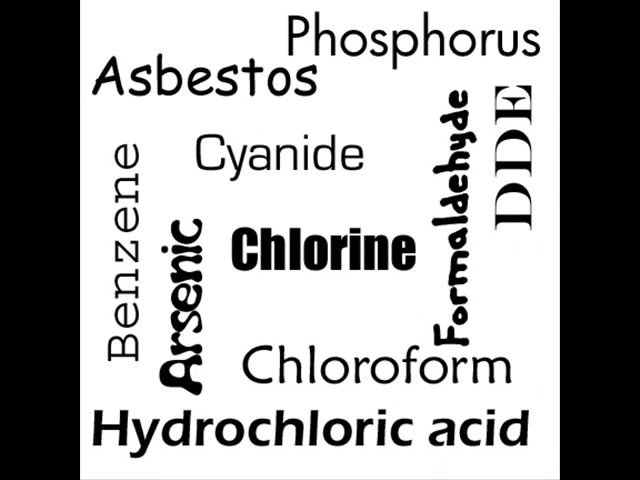 Phosphorus
Asbestos
Cyanide
Formaldehyde
DDE
Benzene
Arsenic
Chlorine
Chloroform
Hydrochloric acid